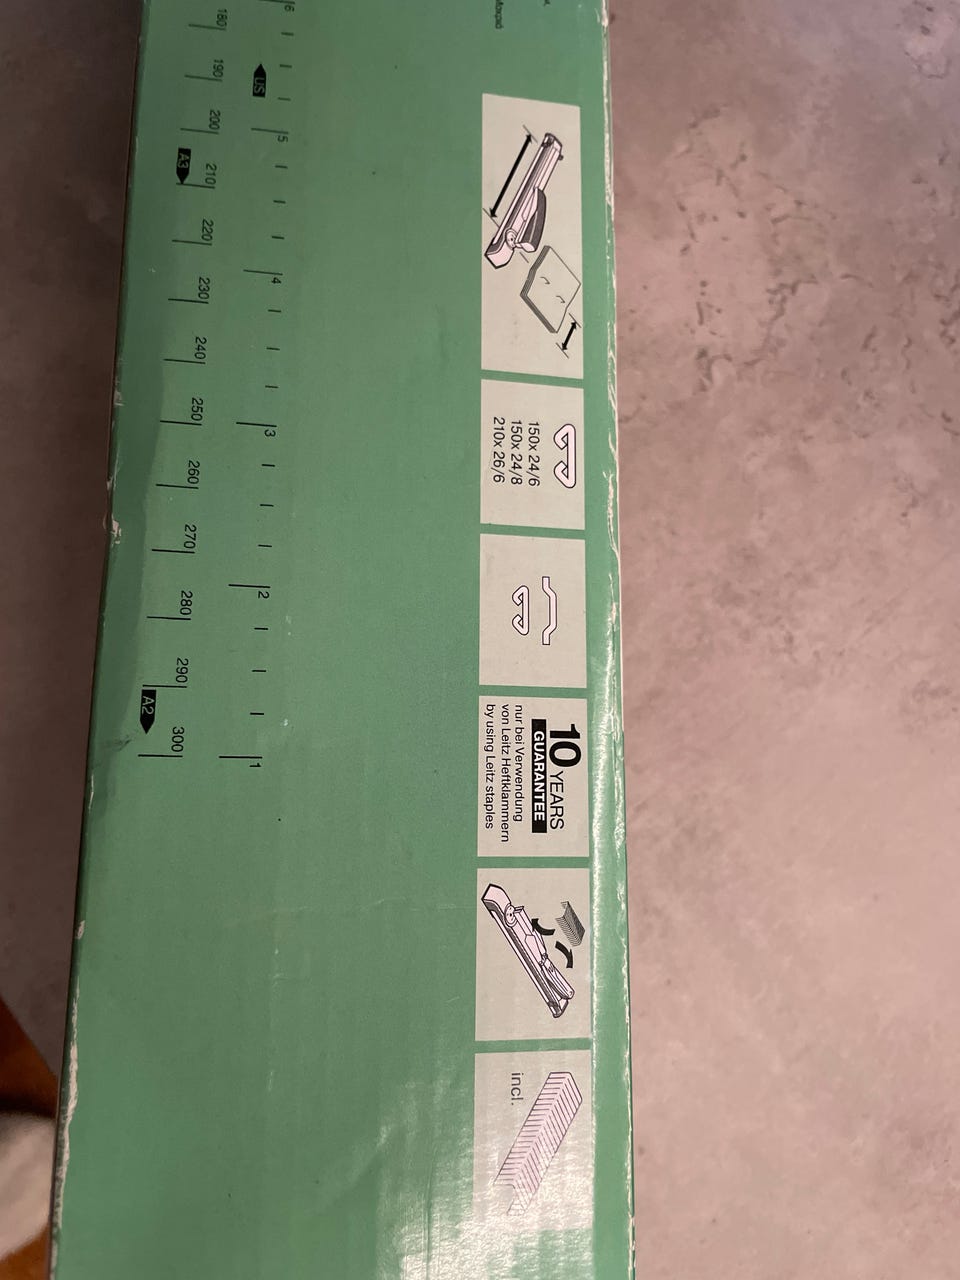 150x 24/6
150x 24/8
210x 26/6
10 YEARS
GUARANTEE
nur bei Verwendung
von Leitz Heftklammern
by using Leitz staples
incl.
6 5 4 3 2 1
US
180 190 200 210 220 230 240 250 260 270 280 290 300
A3 A2